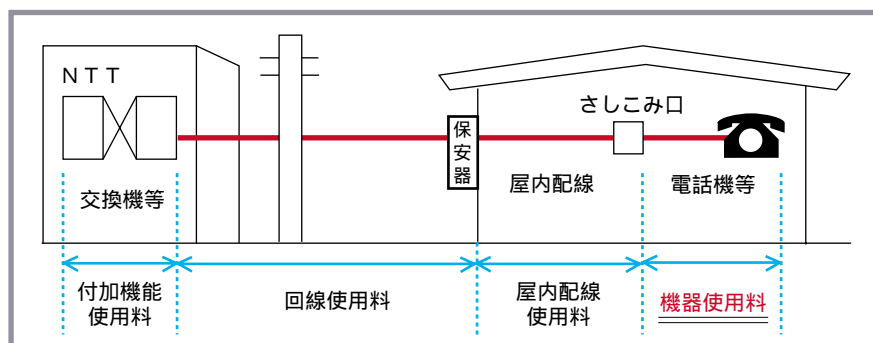 NTT
さしこみ口
保安器
屋内配線
交換機等
電話機等
付加機能
使用料
回線使用料
屋内配線
使用料
機器使用料